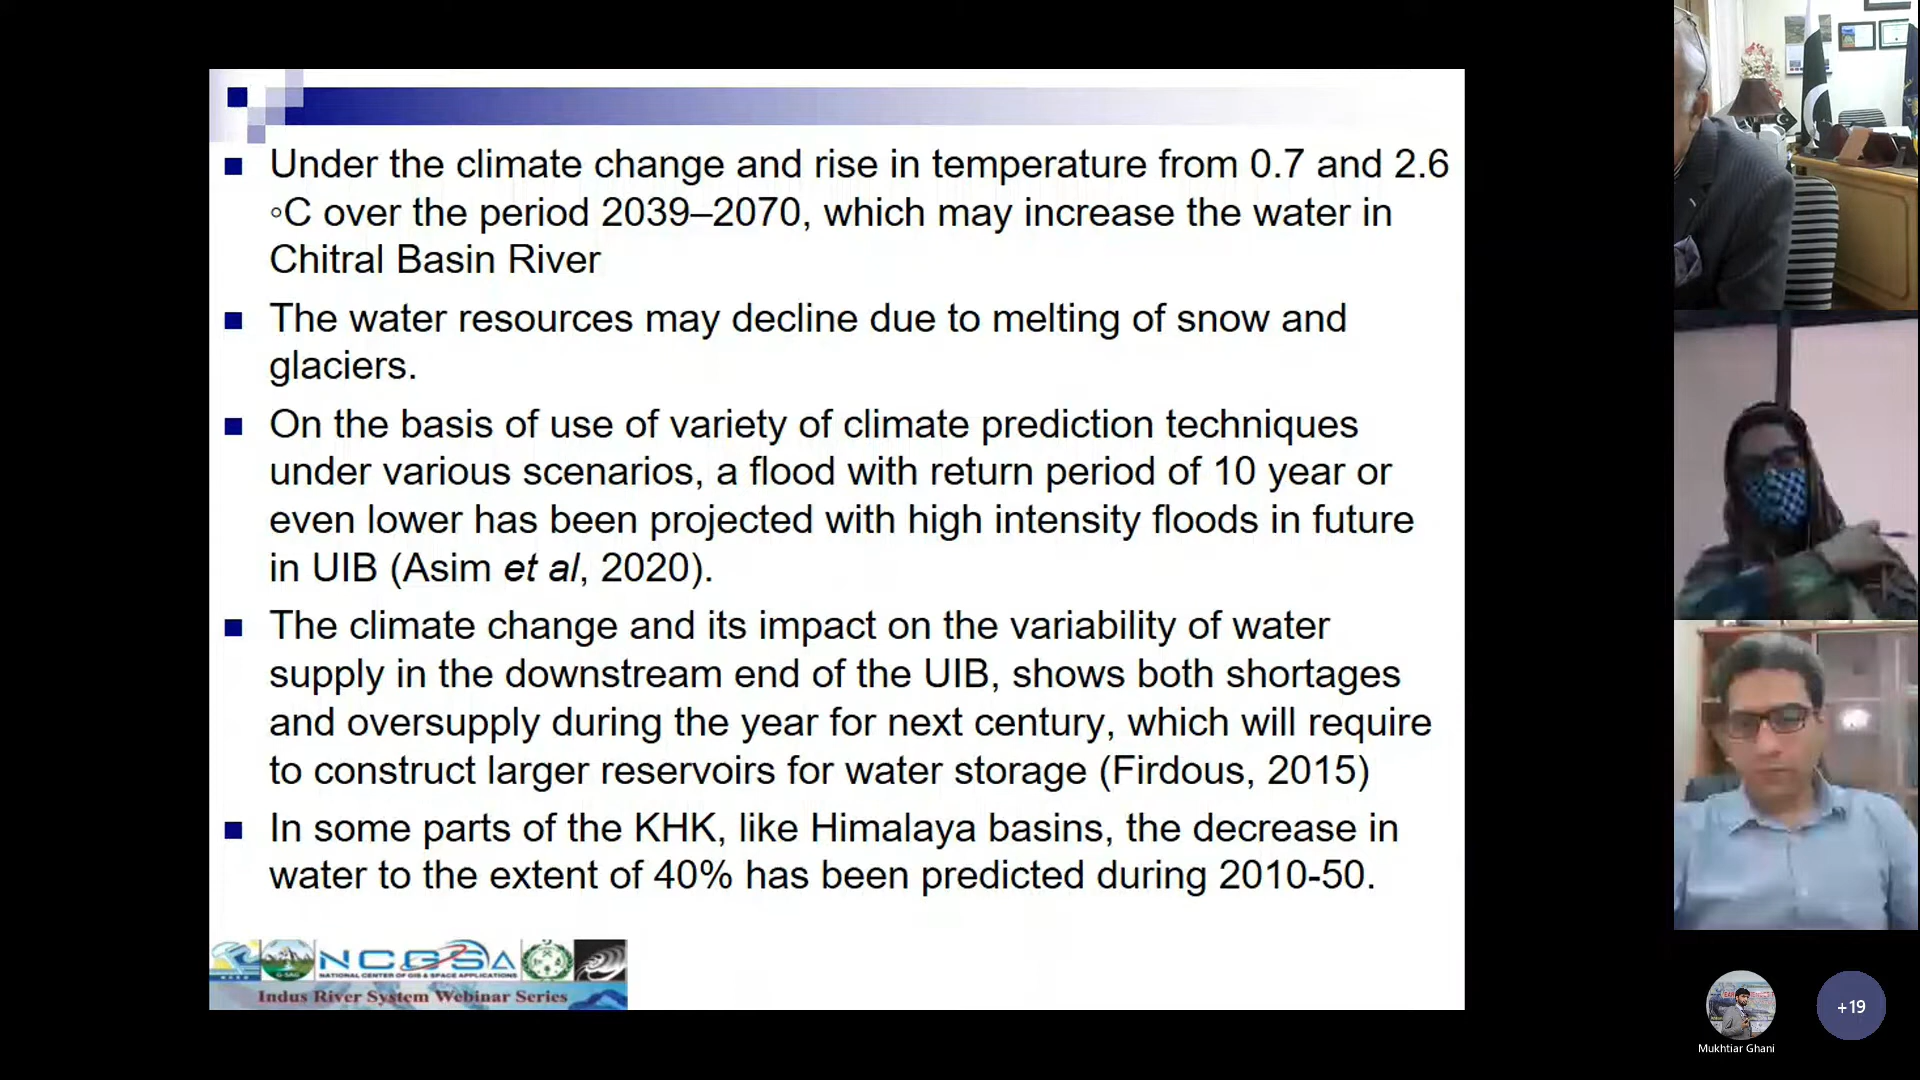 Under the climate change and rise in temperature from 0.7 and 2.6
◦C over the period 2039–2070, which may increase the water in
Chitral Basin River
The water resources may decline due to melting of snow and
glaciers.
On the basis of use of variety of climate prediction techniques
under various scenarios, a flood with return period of 10 year or
even lower has been projected with high intensity floods in future
in UIB (Asim et al, 2020).
The climate change and its impact on the variability of water
supply in the downstream end of the UIB, shows both shortages
and oversupply during the year for next century, which will require
to construct larger reservoirs for water storage (Firdous, 2015)
In some parts of the KHK, like Himalaya basins, the decrease in
water to the extent of 40% has been predicted during 2010-50.
NCGSA
NATIONAL CENTER OF GIS & SPACE APPLICATIONS
Indus River System Webinar Series
+19
Mukhtiar Ghani